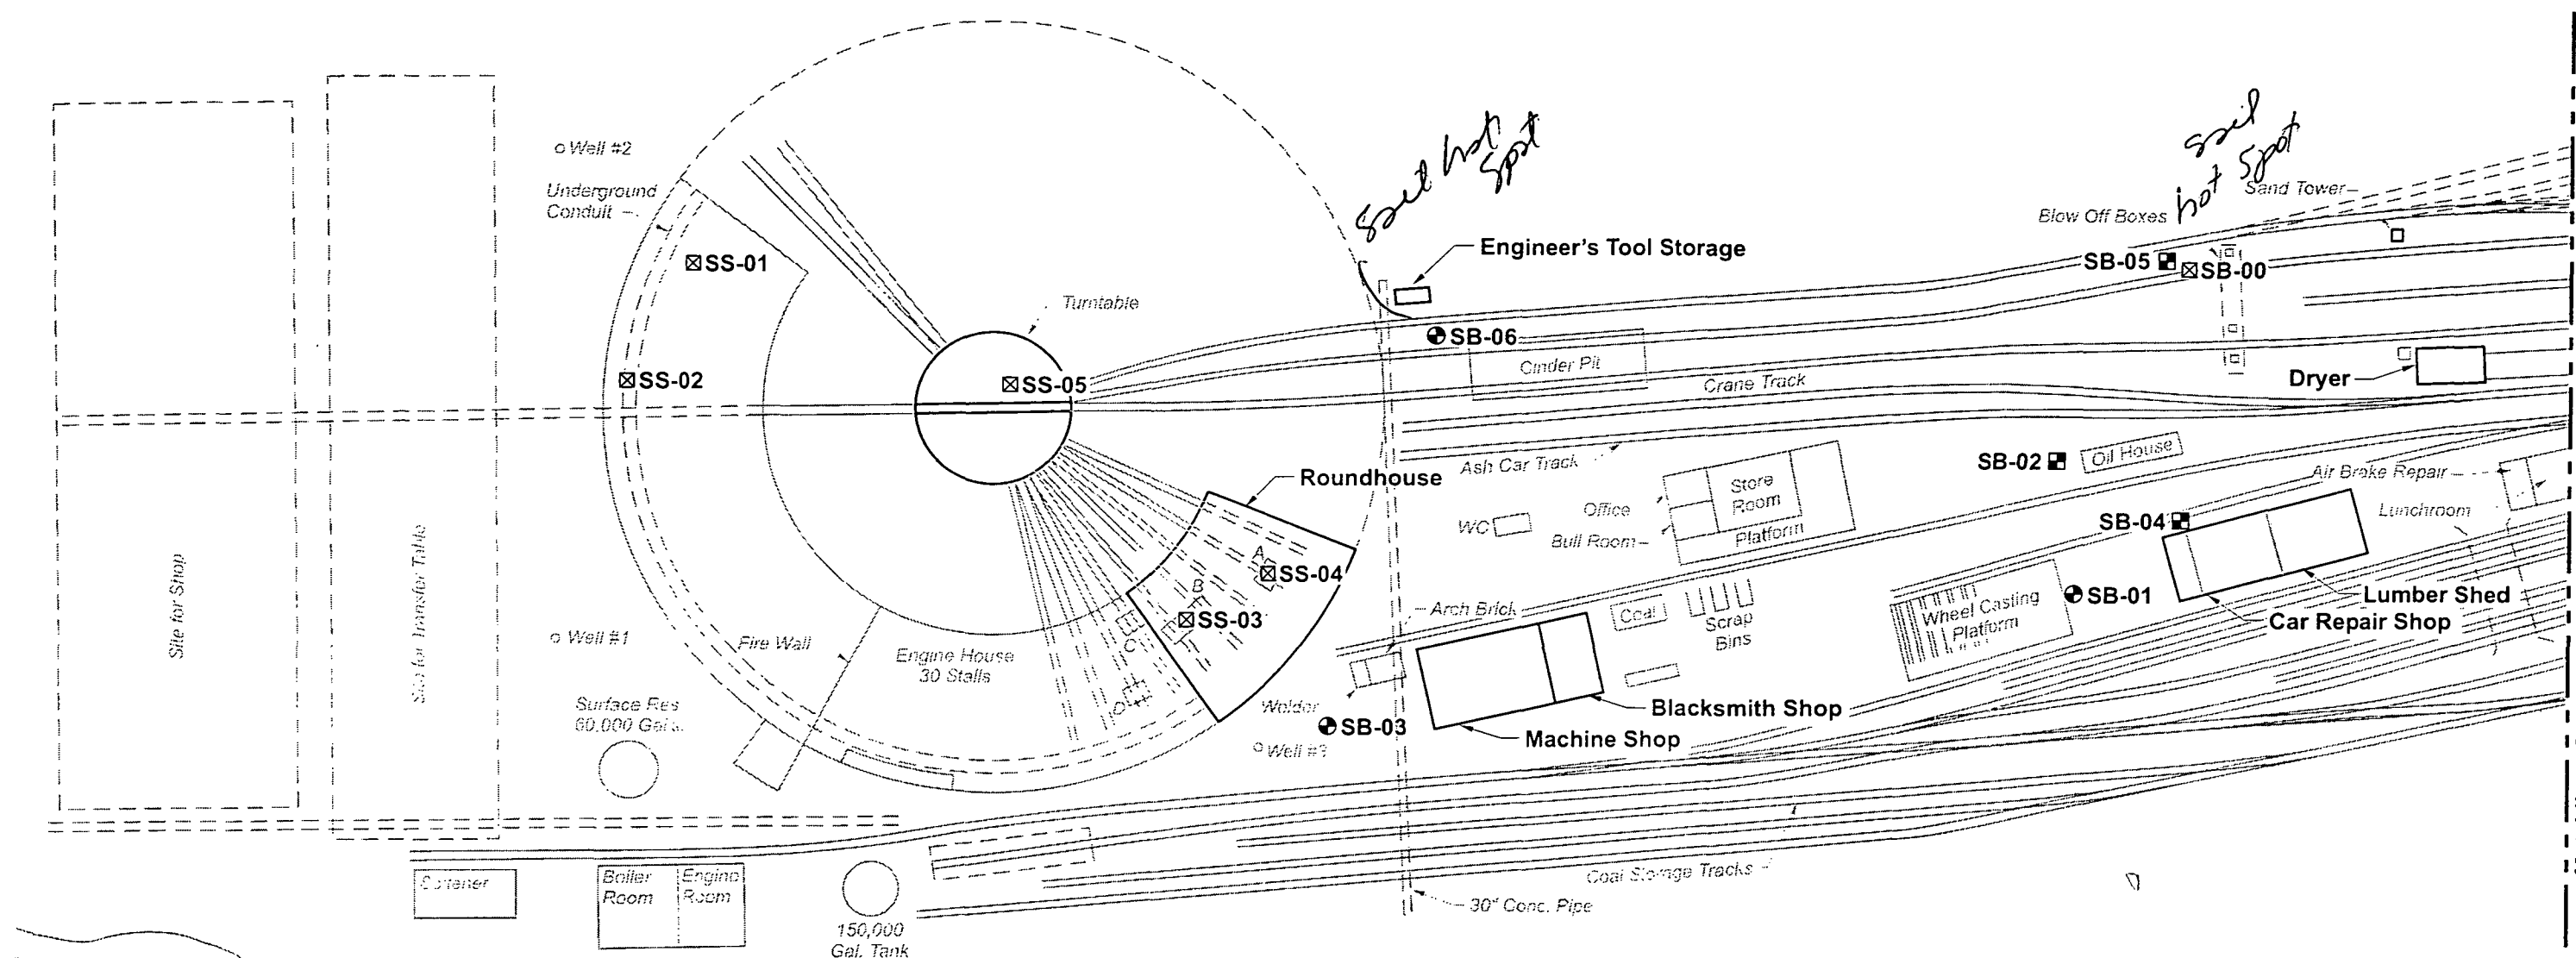 Well #2
Underground
Conduit
SS-01
SS-02
Turntable
SS-05
soil hot
spot
soil
hot spot
Engineer's Tool Storage
SB-06
Cinder Pit
Crane Track
Blow Off Boxes
Sand Tower
SB-05
SB-00
Dryer
Ash Car Track
SB-02
Oil House
Air Brake Repair
Lunchroom
Roundhouse
Office
Store
Room
WC
Bull Room
Platform
SB-04
A
SS-04
B
SS-03
C
D
Site for Shop
Site for Transfer Table
Well #1
Fire Wall
Engine House
30 Stalls
Surface Res
60,000 Gals.
Arch Brick
Coal
Scrap
Bins
Wheel Casting
Platform
SB-01
Lumber Shed
Car Repair Shop
Welder
SB-03
Well #3
Blacksmith Shop
Machine Shop
Boiler
Room
Engine
Room
150,000
Gal. Tank
Coal Storage Tracks
30" Conc. Pipe